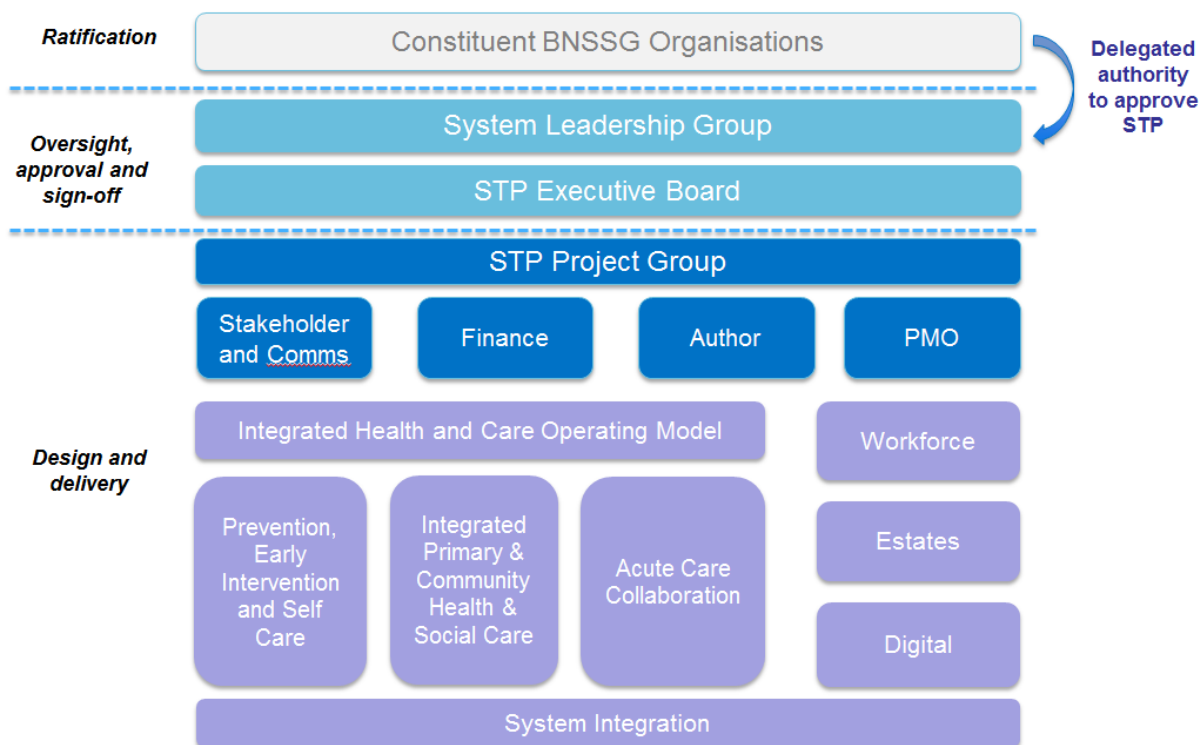 Ratification
Constituent BNSSG Organisations
Delegated
authority
to approve
STP
Oversight,
approval and
sign-off
System Leadership Group
STP Executive Board
STP Project Group
Stakeholder
and Comms
Finance
Author
PMO
Design and
delivery
Integrated Health and Care Operating Model
Workforce
Prevention,
Early
Intervention
and Self
Care
Integrated
Primary &
Community
Health &
Social Care
Acute Care
Collaboration
Estates
Digital
System Integration